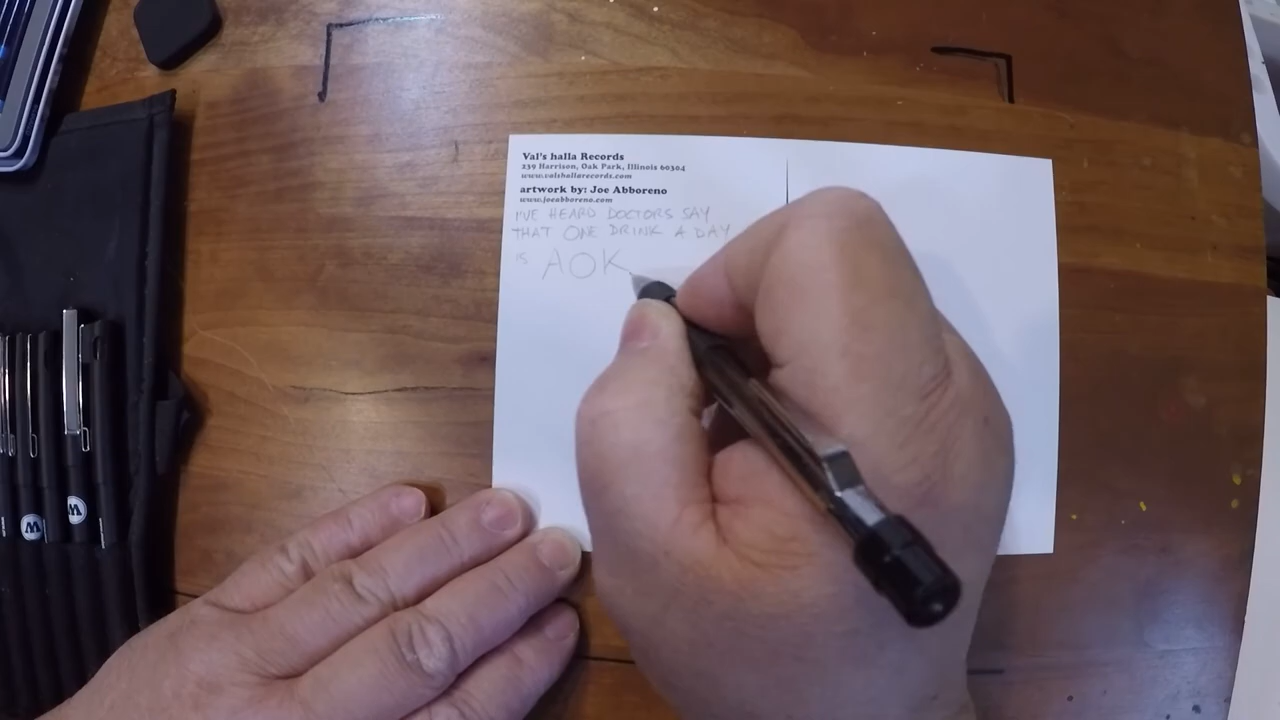 Val's halla Records
239 Harrison, Oak Park, Illinois 60304
www.valshallarecords.com
artwork by: Joe Abboreno
www.joeabboreno.com
I'VE HEARD DOCTORS SAY
THAT ONE DRINK A DAY
IS AOK